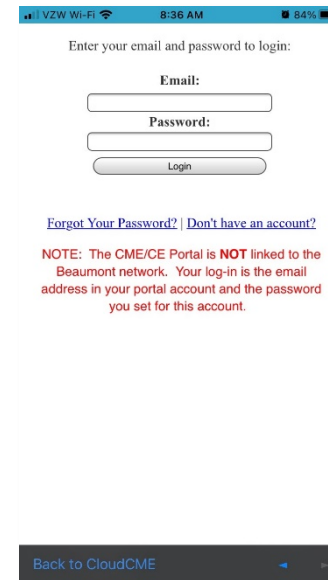 VZW Wi-Fi 8:36 AM 84%
Enter your email and password to login:
Email:
Password:
Login
Forgot Your Password? | Don't have an account?
NOTE: The CME/CE Portal is NOT linked to the
Beaumont network. Your log-in is the email
address in your portal account and the password
you set for this account.
Back to CloudCME